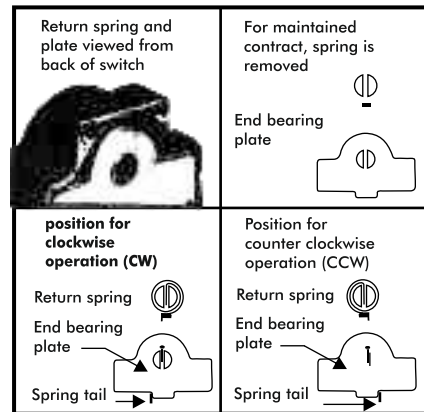 Return spring and
plate viewed from
back of switch
For maintained
contract, spring is
removed
End bearing
plate
position for
clockwise
operation (CW)
Return spring
End bearing
plate
Spring tail
Position for
counter clockwise
operation (CCW)
Return spring
End bearing
plate
Spring tail